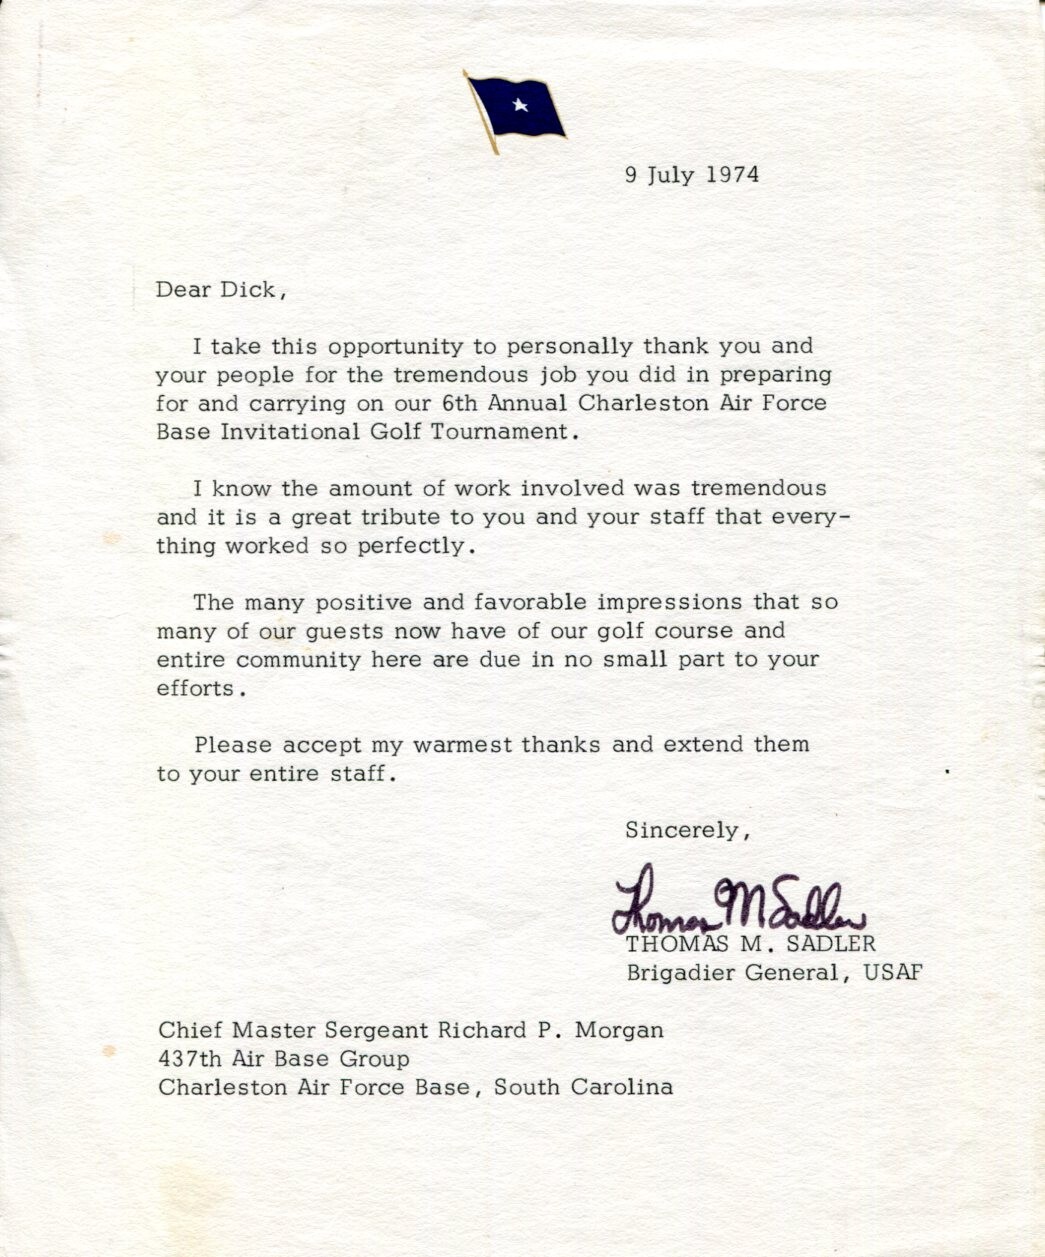 9 July 1974
Dear Dick,
I take this opportunity to personally thank you and
your people for the tremendous job you did in preparing
for and carrying on our 6th Annual Charleston Air Force
Base Invitational Golf Tournament.
I know the amount of work involved was tremendous
and it is a great tribute to you and your staff that every-
thing worked so perfectly.
The many positive and favorable impressions that so
many of our guests now have of our golf course and
entire community here are due in no small part to your
efforts.
Please accept my warmest thanks and extend them
to your entire staff.
Sincerely,
Thomas M Sadler
THOMAS M. SADLER
Brigadier General, USAF
Chief Master Sergeant Richard P. Morgan
437th Air Base Group
Charleston Air Force Base, South Carolina